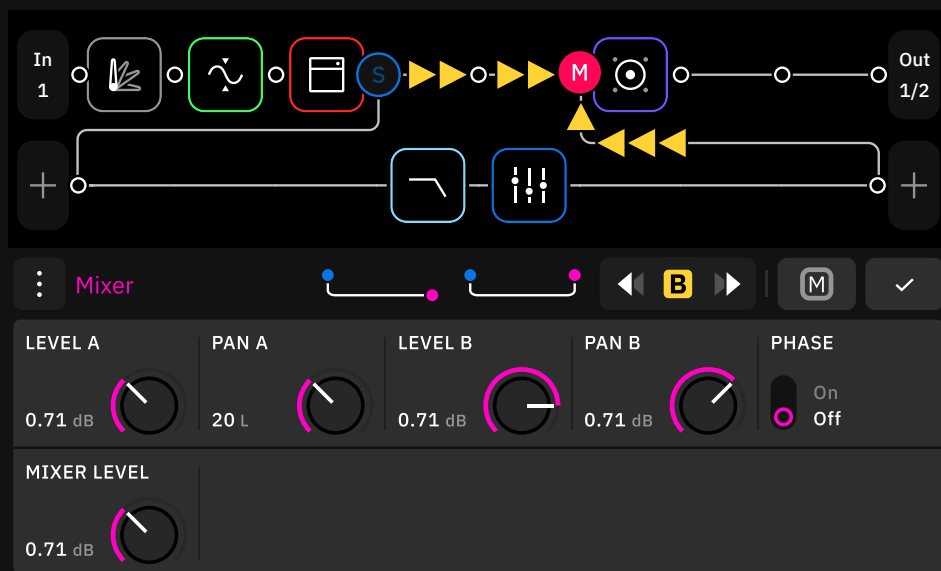 In
1
S
M
Out
1/2
Mixer
B
M
LEVEL A
PAN A
LEVEL B
PAN B
PHASE
0.71 dB
20 L
0.71 dB
0.71 dB
On
Off
MIXER LEVEL
0.71 dB